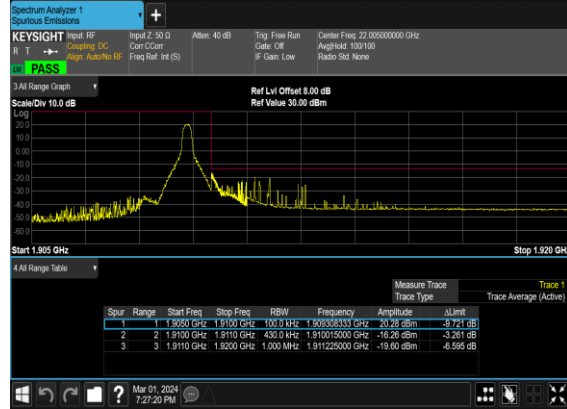 Spectrum Analyzer 1
Spurious Emissions
KEYSIGHT Input: RF Input Z: 50 Ω Atten: 40 dB Trig: Free Run Center Freq: 22.005000000 GHz
R T Coupling: DC Corr CCorr Gate: Off Avg|Hold: 100/100
Align: Auto/No RF Freq Ref: Int (S) IF Gain: Low Radio Std: None
LW PASS
3 All Range Graph Ref Lvl Offset 8.00 dB
Scale/Div 10.0 dB Ref Value 30.00 dBm
Log
20.0
10.0
0.00
-10.0
-20.0
-30.0
-40.0
-50.0
-60.0
Start 1.905 GHz Stop 1.920 GHz
4 All Range Table
Measure Trace Trace 1
Trace Type Trace Average (Active)
Spur Range Start Freq Stop Freq RBW Frequency Amplitude ΔLimit
1 1 1.9050 GHz 1.9100 GHz 100.0 kHz 1.909308333 GHz 20.28 dBm -9.721 dB
2 2 1.9100 GHz 1.9110 GHz 430.0 kHz 1.910015000 GHz -16.26 dBm -3.261 dB
3 3 1.9110 GHz 1.9200 GHz 1.000 MHz 1.911225000 GHz -19.60 dBm -6.595 dB
Mar 01, 2024
7:27:20 PM